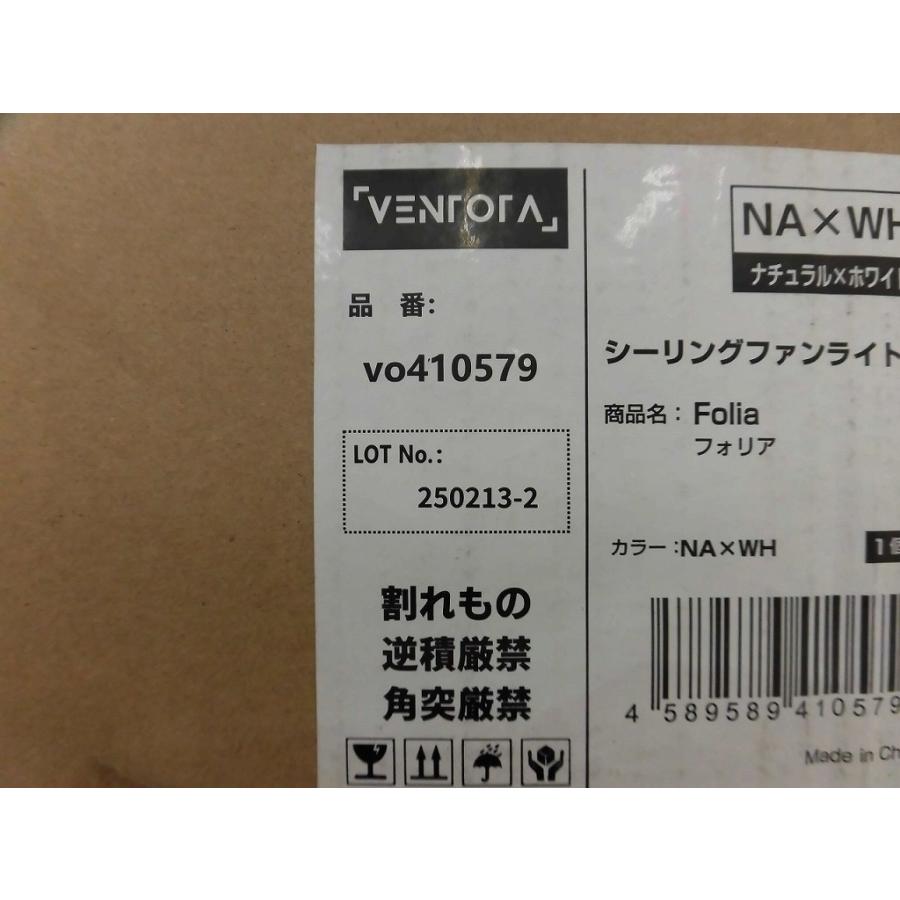 VENTOTA
品 番:
vo410579
LOT No.:
250213-2
割れもの
逆積厳禁
角突厳禁
NA×WH
ナチュラル×ホワイト
シーリングファンライト
商品名: Folia
フォリア
カラー:NA×WH
1個
4 589589 410579
Made in Ch